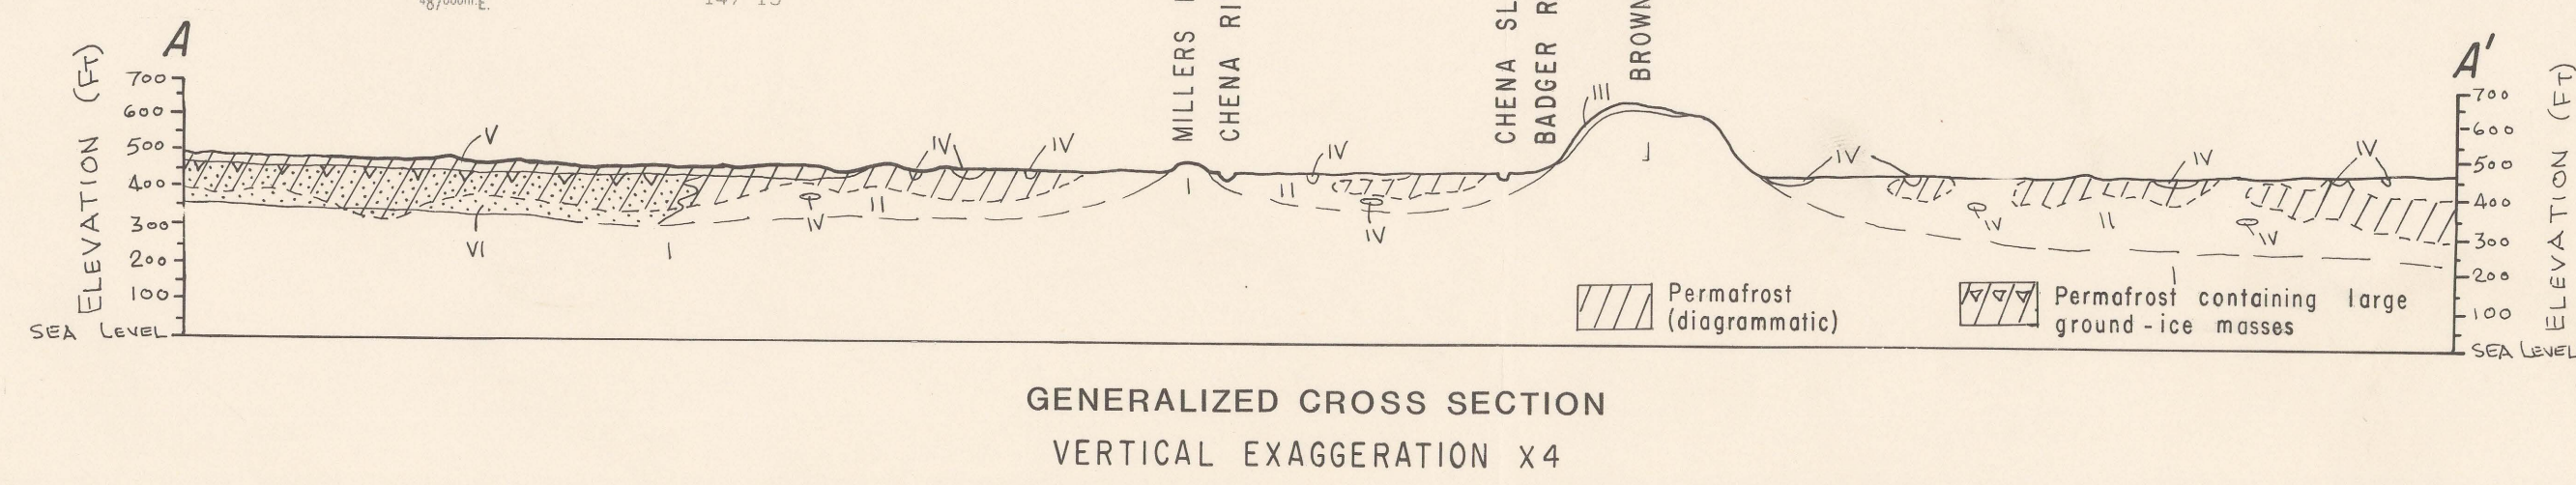 147 15
A
A'
ELEVATION (FT)
700
600
500
400
300
200
100
SEA LEVEL
MILLERS
CHENA RI
CHENA SL
BADGER R
BROWN
V
IV
IV
IV
III
IV
IV
IV
I
II
I
II
IV
IV
VI
I
IV
II
IV
I
700
600
500
400
300
200
100
SEA LEVEL
ELEVATION (FT)
Permafrost
(diagrammatic)
Permafrost containing large
ground-ice masses
GENERALIZED CROSS SECTION
VERTICAL EXAGGERATION X4